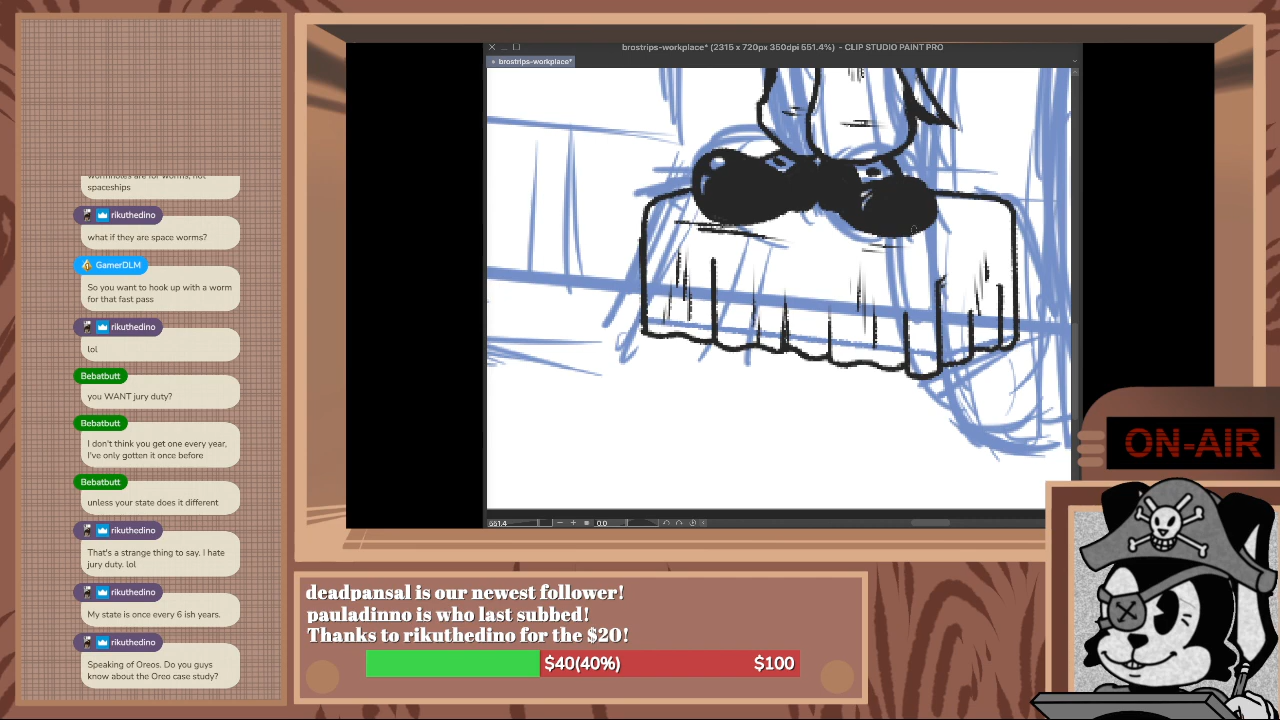 brostrips-workplace* (2315 x 720px 350dpi 551.4%) - CLIP STUDIO PAINT PRO
brostrips-workplace*
wormholes are for worms, not
spaceships
rikuthedino
what if they are space worms?
GamerDLM
So you want to hook up with a worm
for that fast pass
rikuthedino
lol
Bebatbutt
you WANT jury duty?
Bebatbutt
I don't think you get one every year,
I've only gotten it once before
Bebatbutt
unless your state does it different
rikuthedino
That's a strange thing to say. I hate
jury duty. lol
rikuthedino
My state is once every 6 ish years.
rikuthedino
Speaking of Oreos. Do you guys
know about the Oreo case study?
551.4
0.0
ON-AIR
deadpansal is our newest follower!
pauladinno is who last subbed!
Thanks to rikuthedino for the $20!
$40(40%) $100